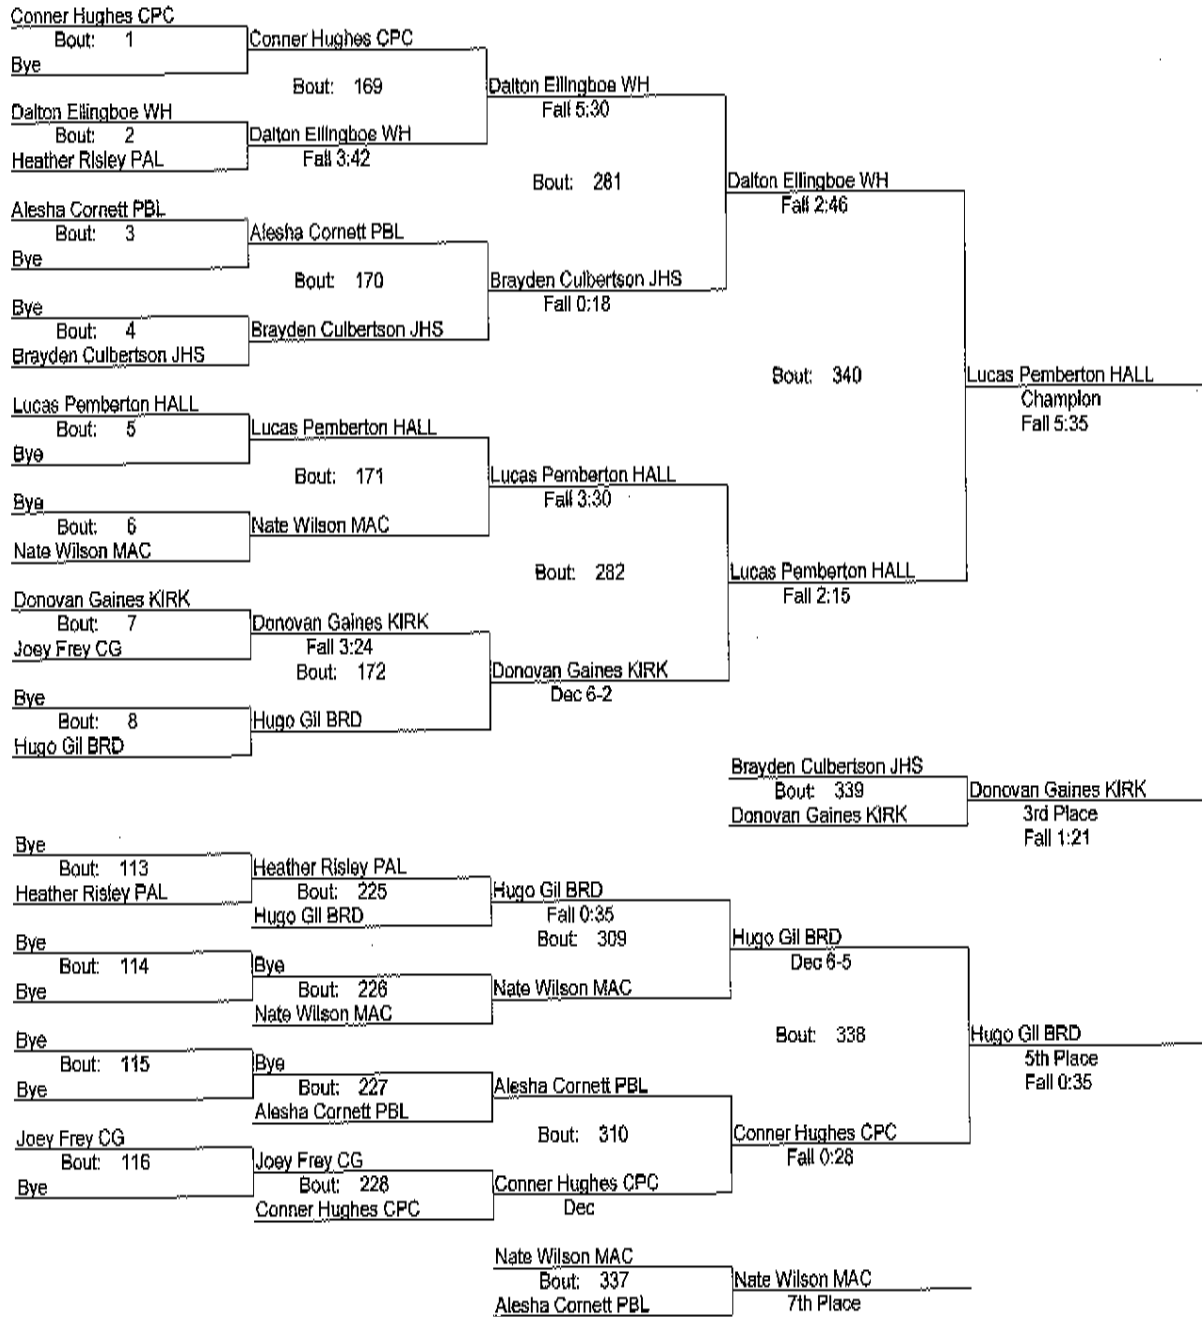 Conner Hughes CPC
Bout: 1
Bye
Conner Hughes CPC
Bout: 169
Dalton Ellingboe WH
Bout: 2
Heather Risley PAL
Dalton Ellingboe WH
Fall 3:42
Dalton Ellingboe WH
Fall 5:30
Bout: 281
Alesha Cornett PBL
Bout: 3
Bye
Alesha Cornett PBL
Bout: 170
Bye
Bout: 4
Brayden Culbertson JHS
Brayden Culbertson JHS
Brayden Culbertson JHS
Fall 0:18
Dalton Ellingboe WH
Fall 2:46
Bout: 340
Lucas Pemberton HALL
Champion
Fall 5:35
Lucas Pemberton HALL
Bout: 5
Bye
Lucas Pemberton HALL
Bout: 171
Bye
Bout: 6
Nate Wilson MAC
Nate Wilson MAC
Lucas Pemberton HALL
Fall 3:30
Bout: 282
Lucas Pemberton HALL
Fall 2:15
Donovan Gaines KIRK
Bout: 7
Joey Frey CG
Donovan Gaines KIRK
Fall 3:24
Bout: 172
Bye
Bout: 8
Hugo Gil BRD
Hugo Gil BRD
Donovan Gaines KIRK
Dec 6-2
Brayden Culbertson JHS
Bout: 339
Donovan Gaines KIRK
Donovan Gaines KIRK
3rd Place
Fall 1:21
Bye
Bout: 113
Heather Risley PAL
Heather Risley PAL
Bout: 225
Hugo Gil BRD
Hugo Gil BRD
Fall 0:35
Bout: 309
Bye
Bout: 114
Bye
Bye
Bout: 226
Nate Wilson MAC
Nate Wilson MAC
Hugo Gil BRD
Dec 6-5
Bout: 338
Hugo Gil BRD
5th Place
Fall 0:35
Bye
Bout: 115
Bye
Bye
Bout: 227
Alesha Cornett PBL
Alesha Cornett PBL
Bout: 310
Joey Frey CG
Bout: 116
Bye
Joey Frey CG
Bout: 228
Conner Hughes CPC
Conner Hughes CPC
Dec
Conner Hughes CPC
Fall 0:28
Nate Wilson MAC
Bout: 337
Alesha Cornett PBL
Nate Wilson MAC
7th Place